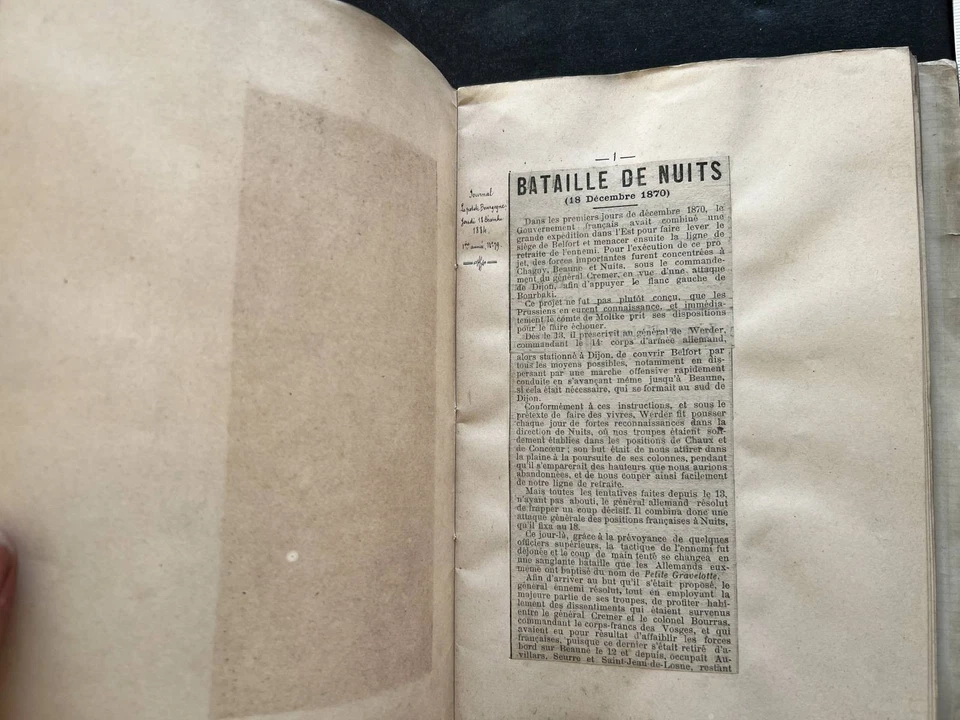 Journal
Le petit Bourguignon
Jeudi 18 Décembre
1884.
1ère année, N° 79.
— 1 —
BATAILLE DE NUITS
(18 Décembre 1870)
Dans les premiers jours de décembre 1870, le
Gouvernement français avait combiné une
grande expédition dans l'Est pour faire lever le
siège de Belfort et menacer ensuite la ligne de
retraite de l'ennemi. Pour l'exécution de ce pro
jet, des forces importantes furent concentrées à
Chagny, Beaune et Nuits, sous le commande-
ment du général Cremer, en vue d'une attaque
de Dijon, afin d'appuyer le flanc gauche de
Bourbaki.
Ce projet ne fut pas plutôt conçu, que les
Prussiens en eurent connaissance, et immédia-
tement le comte de Moltke prit ses dispositions
pour le faire échouer.
Dès le 13, il prescrivit au général de Werder,
commandant le 14e corps d'armée allemand,
alors stationné à Dijon, de couvrir Belfort par
tous les moyens possibles, notamment en dis-
persant par une marche offensive rapidement
conduite en s'avançant même jusqu'à Beaune,
si cela était nécessaire, qui se formait au sud de
Dijon.
Conformément à ces instructions, et sous le
prétexte de faire des vivres, Werder fit pousser
chaque jour de fortes reconnaissances dans la
direction de Nuits, où nos troupes étaient soli-
dement établies dans les positions de Chaux et
de Concœur ; son but était de nous attirer dans
la plaine à la poursuite de ses colonnes, pendant
qu'il s'emparerait des hauteurs que nous aurions
abandonnées, et de nous couper ainsi facilement
de notre ligne de retraite.
Mais toutes les tentatives faites depuis le 13,
n'ayant pas abouti, le général allemand résolut
de frapper un coup décisif. Il combina donc une
attaque générale des positions françaises à Nuits,
qu'il fixa au 18.
Ce jour-là, grâce à la prévoyance de quelques
officiers supérieurs, la tactique de l'ennemi fut
déjouée et le coup de main tenté se changea en
une sanglante bataille que les Allemands eux-
même ont baptisé du nom de Petite Gravelotte.
Afin d'arriver au but qu'il s'était proposé, le
général ennemi résolut, tout en employant la
majeure partie de ses troupes, de profiter habi-
lement des dissentiments qui étaient survenus
entre le général Cremer et le colonel Bourras,
commandant le corps-francs des Vosges, et qui
avaient eu pour résultat d'affaiblir les forces
françaises, puisque ce dernier s'était retiré d'a-
bord sur Beaune le 12 et depuis, occupait Au-
villars, Seurre et Saint-Jean-de-Losne, restant